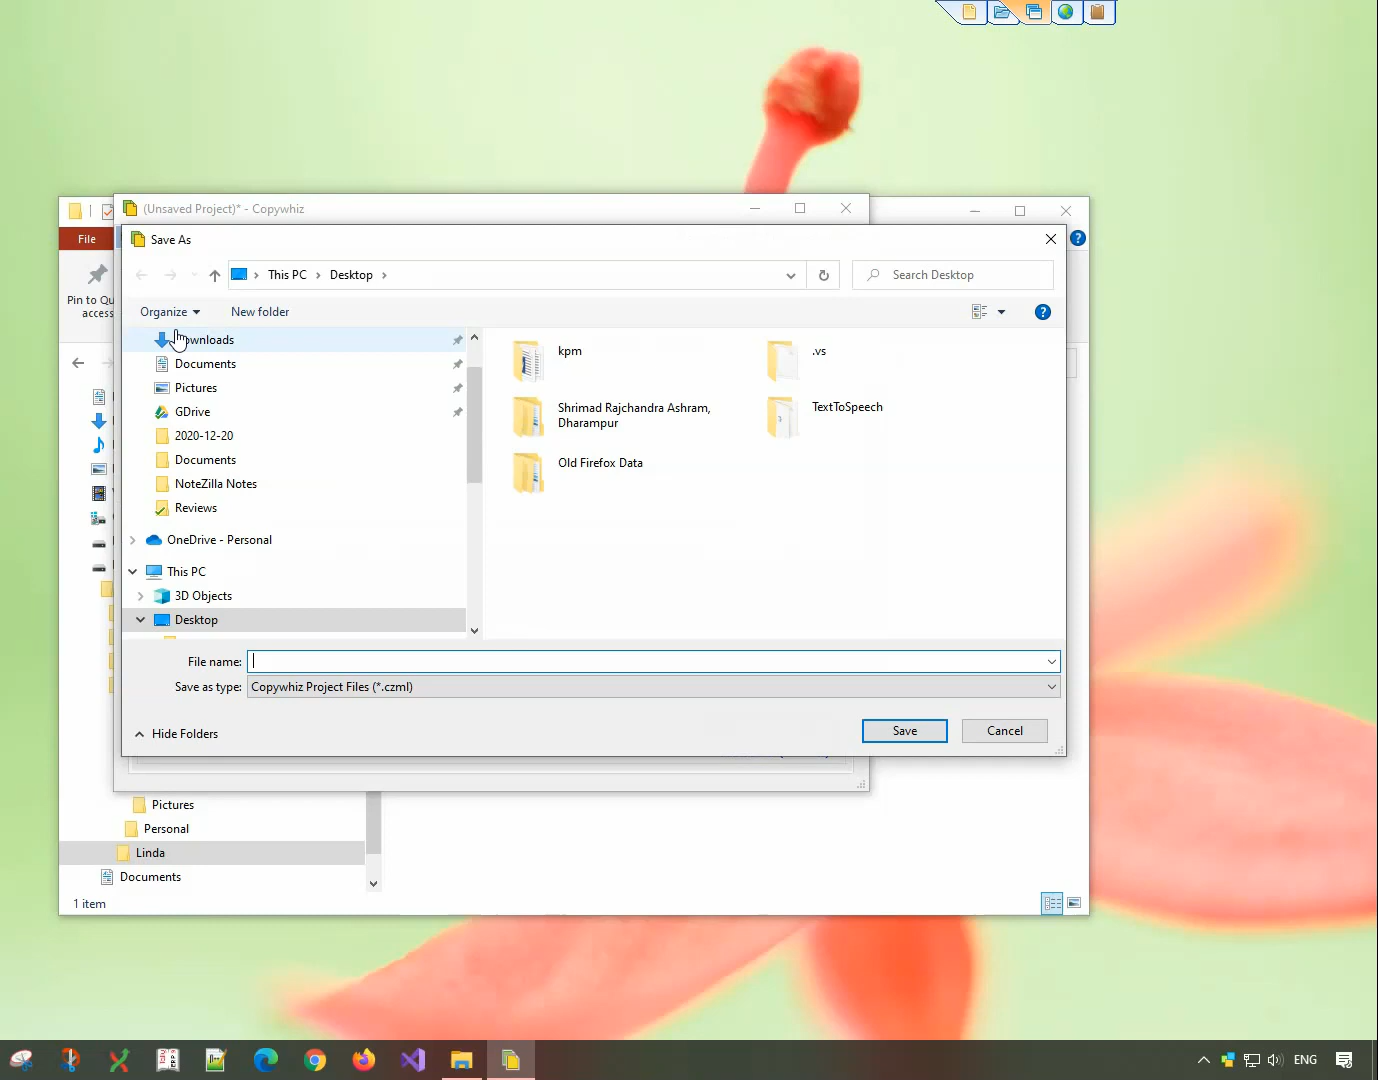 (Unsaved Project)* - Copywhiz
File
Save As
This PC
Desktop
Search Desktop
Pin to Qu
access
Organize
New folder
Downloads
Documents
Pictures
GDrive
2020-12-20
Documents
NoteZilla Notes
Reviews
OneDrive - Personal
This PC
3D Objects
Desktop
kpm
.vs
Shrimad Rajchandra Ashram,
Dharampur
TextToSpeech
Old Firefox Data
File name:
Save as type:
Copywhiz Project Files (*.czml)
Hide Folders
Save
Cancel
Pictures
Personal
Linda
Documents
1 item
ENG